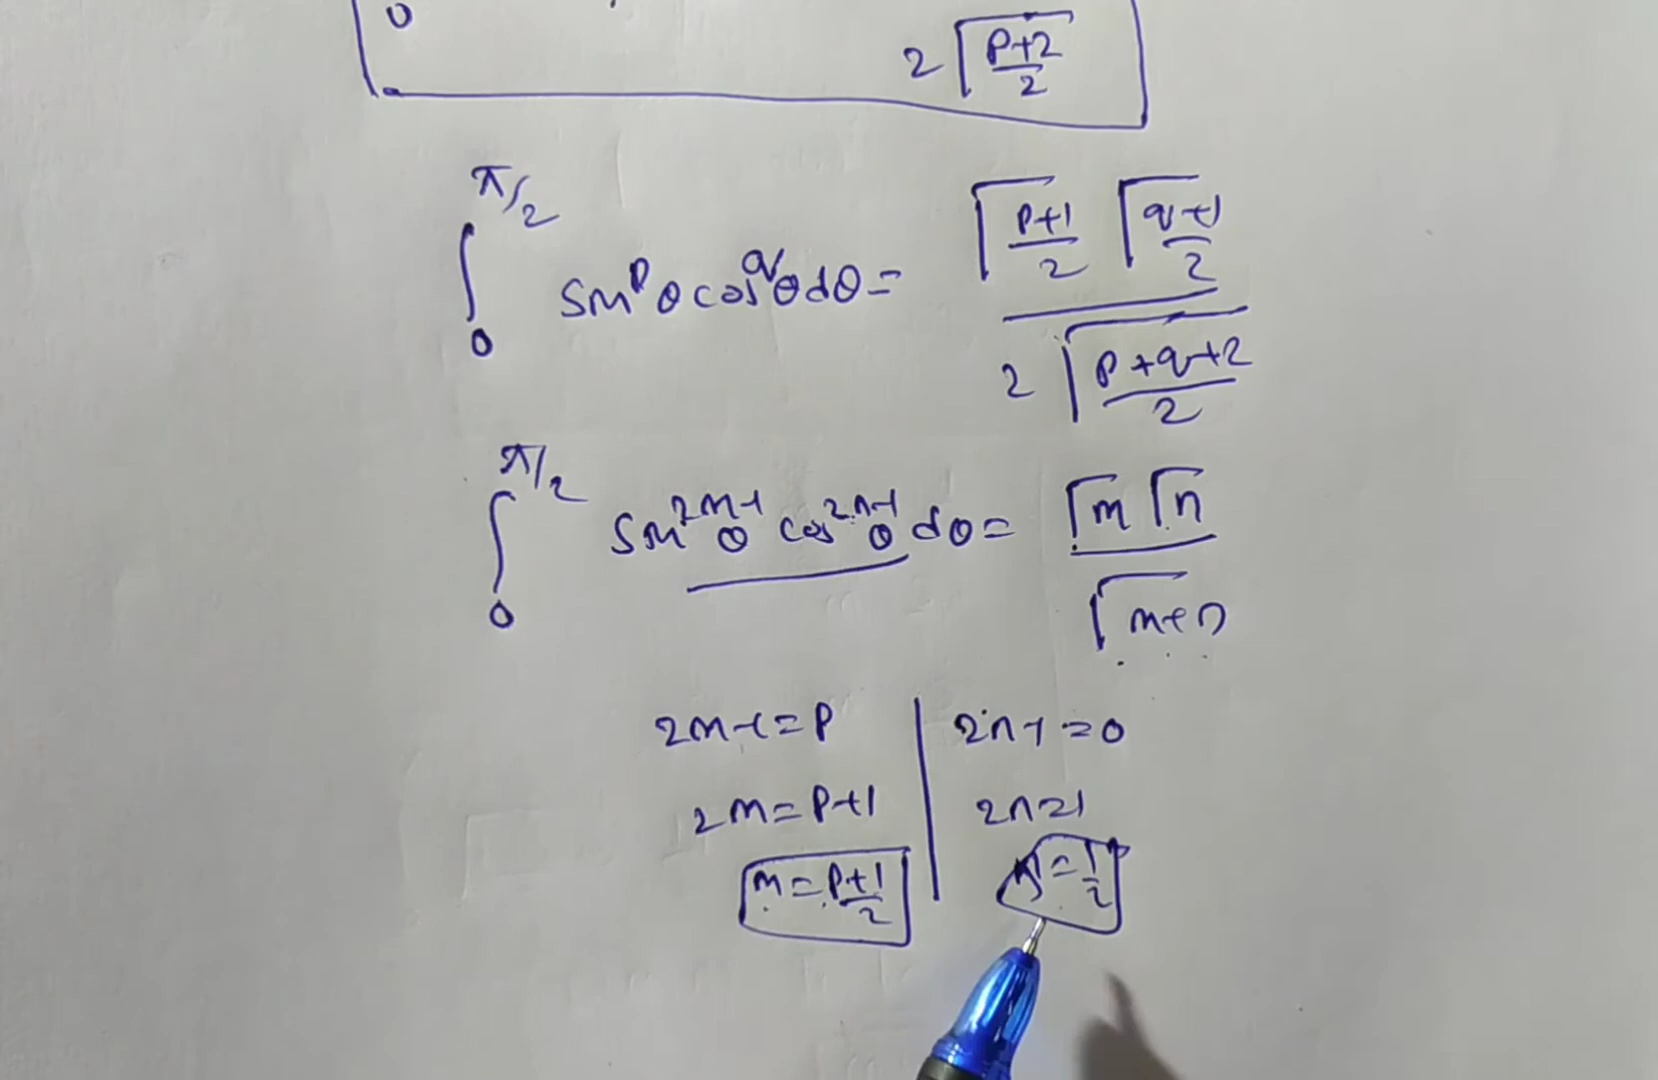 0
2 Γ (p+2)/2
∫_0^{π/2} sin^p θ cos^q θ dθ = (Γ (p+1)/2 Γ (q+1)/2) / (2 Γ (p+q+2)/2)
∫_0^{π/2} sin^{2m-1} θ cos^{2n-1} θ dθ = (Γm Γn) / (Γ m+n)
2m-1=p | 2n-1=0
2m=p+1 | 2n=1
m=(p+1)/2 | n=1/2